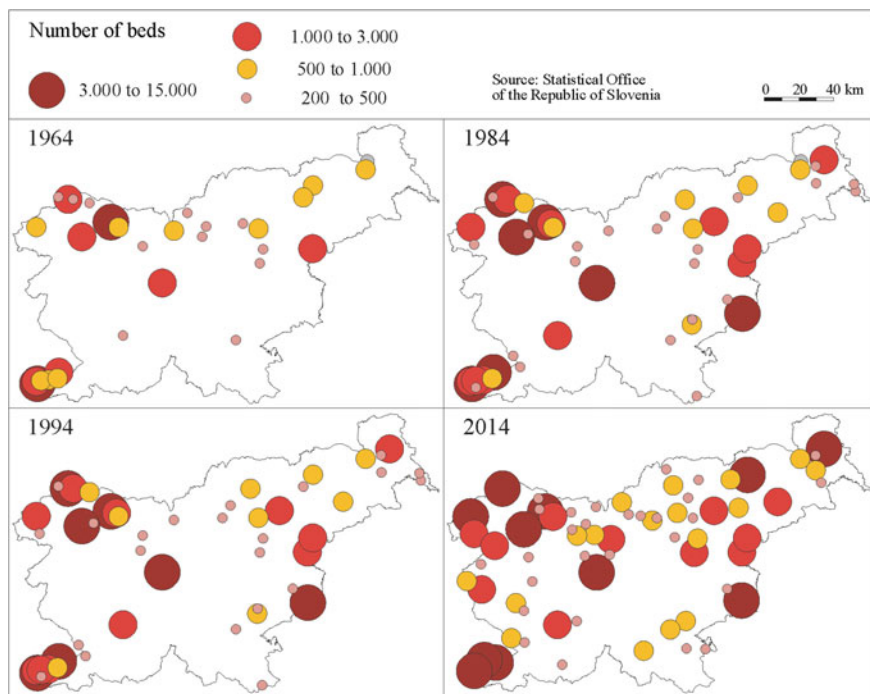 Number of beds
3.000 to 15.000
1.000 to 3.000
500 to 1.000
200 to 500
Source: Statistical Office
of the Republic of Slovenia
0 20 40 km
1964
1984
1994
2014